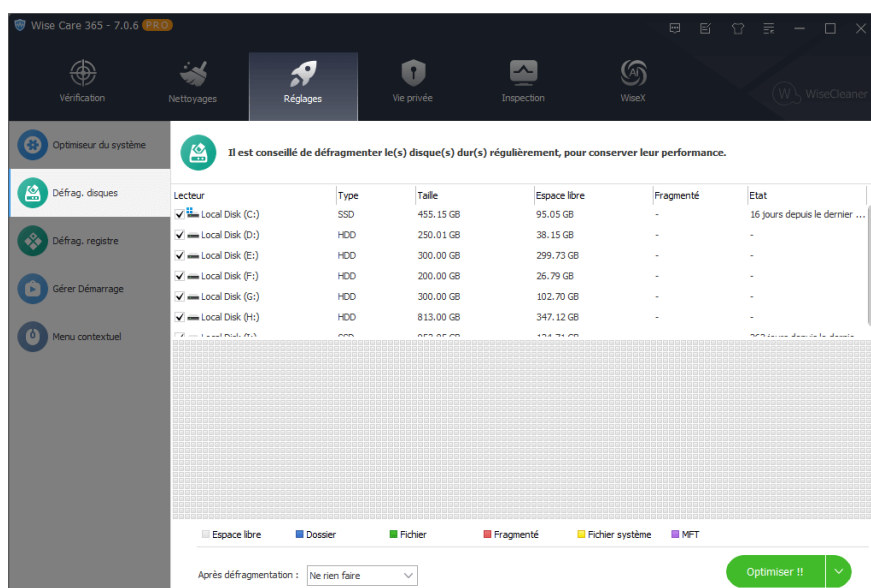 Wise Care 365 - 7.0.6 PRO
Vérification
Nettoyages
Réglages
Vie privée
Inspection
WiseX
WiseCleaner
Optimiseur du système
Défrag. disques
Défrag. registre
Gérer Démarrage
Menu contextuel
Il est conseillé de défragmenter le(s) disque(s) dur(s) régulièrement, pour conserver leur performance.
Lecteur Type Taille Espace libre Fragmenté Etat
Local Disk (C:) SSD 455.15 GB 95.05 GB - 16 jours depuis le dernier ...
Local Disk (D:) HDD 250.01 GB 38.15 GB - -
Local Disk (E:) HDD 300.00 GB 299.73 GB - -
Local Disk (F:) HDD 200.00 GB 26.79 GB - -
Local Disk (G:) HDD 300.00 GB 102.70 GB - -
Local Disk (H:) HDD 813.00 GB 347.12 GB - -
Espace libre Dossier Fichier Fragmenté Fichier système MFT
Après défragmentation : Ne rien faire
Optimiser !!